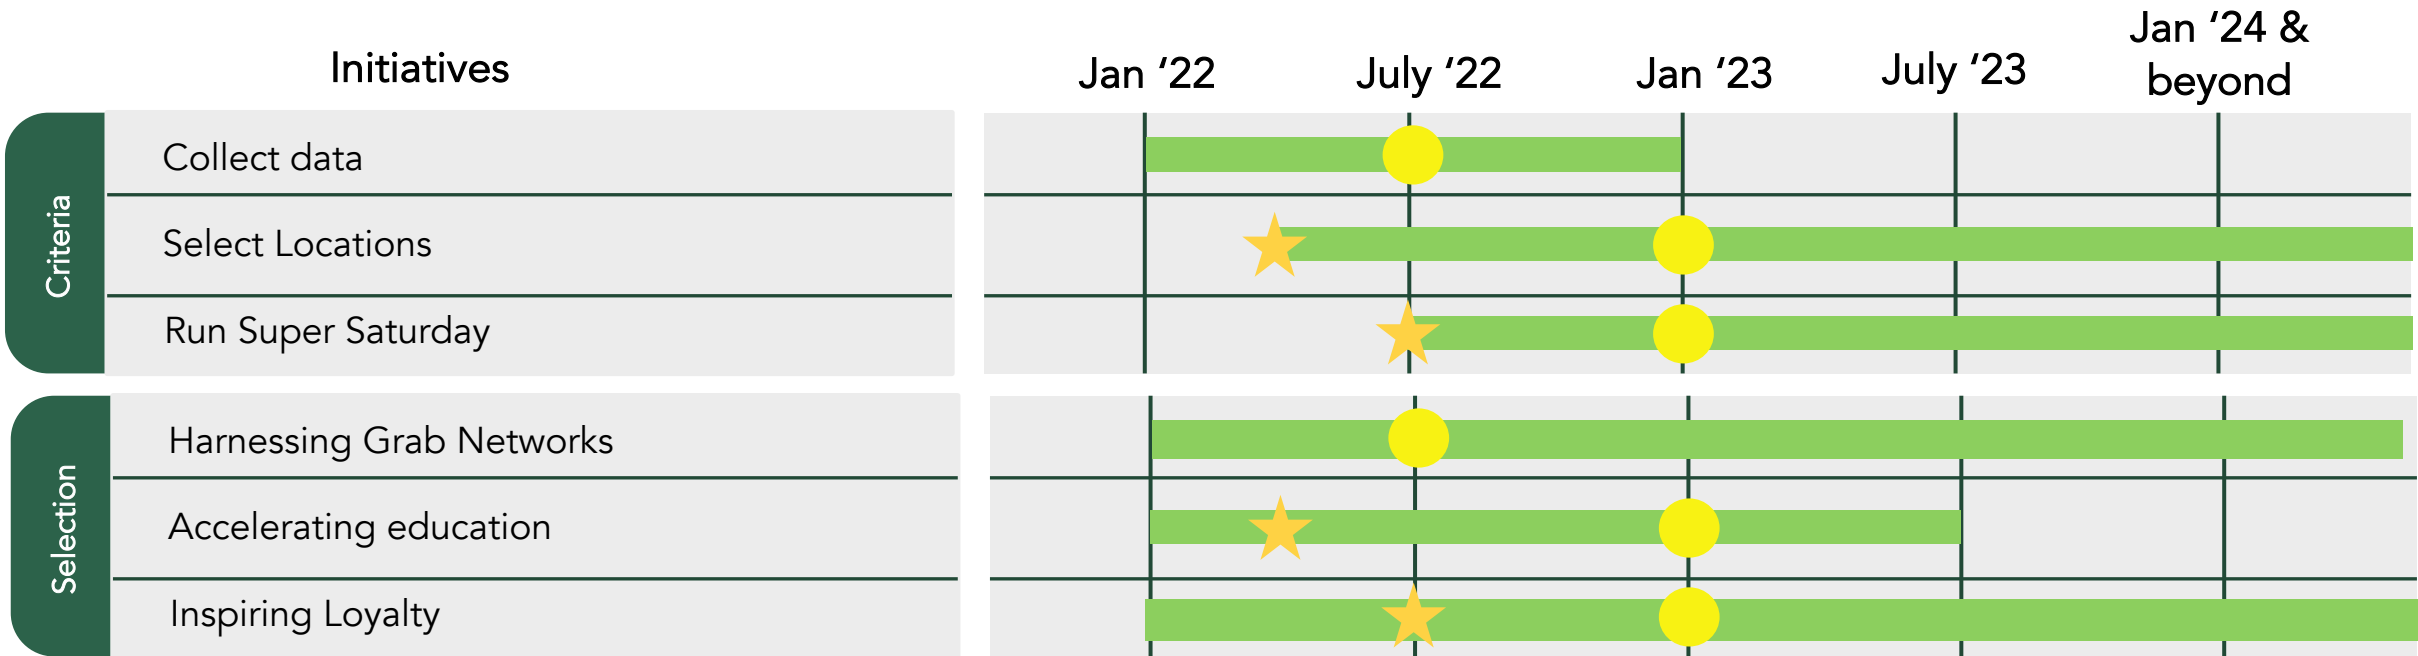 Initiatives
Jan ‘22
July ‘22
Jan ‘23
July ‘23
Jan ‘24 &
beyond
Criteria
Collect data
Select Locations
Run Super Saturday
Selection
Harnessing Grab Networks
Accelerating education
Inspiring Loyalty